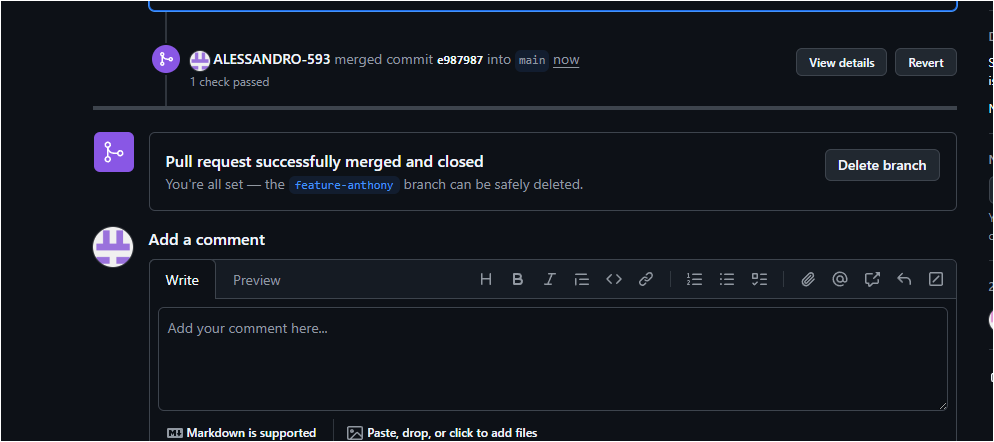 ALESSANDRO-593 merged commit e987987 into main now
View details
Revert
1 check passed
Pull request successfully merged and closed
You're all set — the feature-anthony branch can be safely deleted.
Delete branch
Add a comment
Write
Preview
Add your comment here...
Markdown is supported
Paste, drop, or click to add files